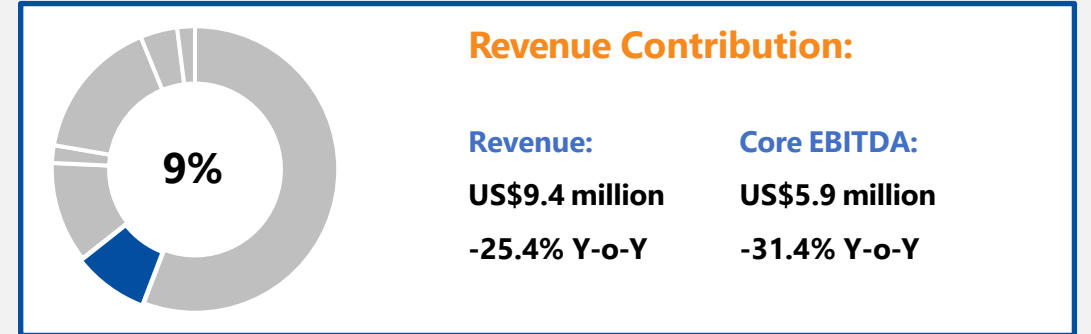 Revenue Contribution:
9%
Revenue: Core EBITDA:
US$9.4 million US$5.9 million
-25.4% Y-o-Y -31.4% Y-o-Y